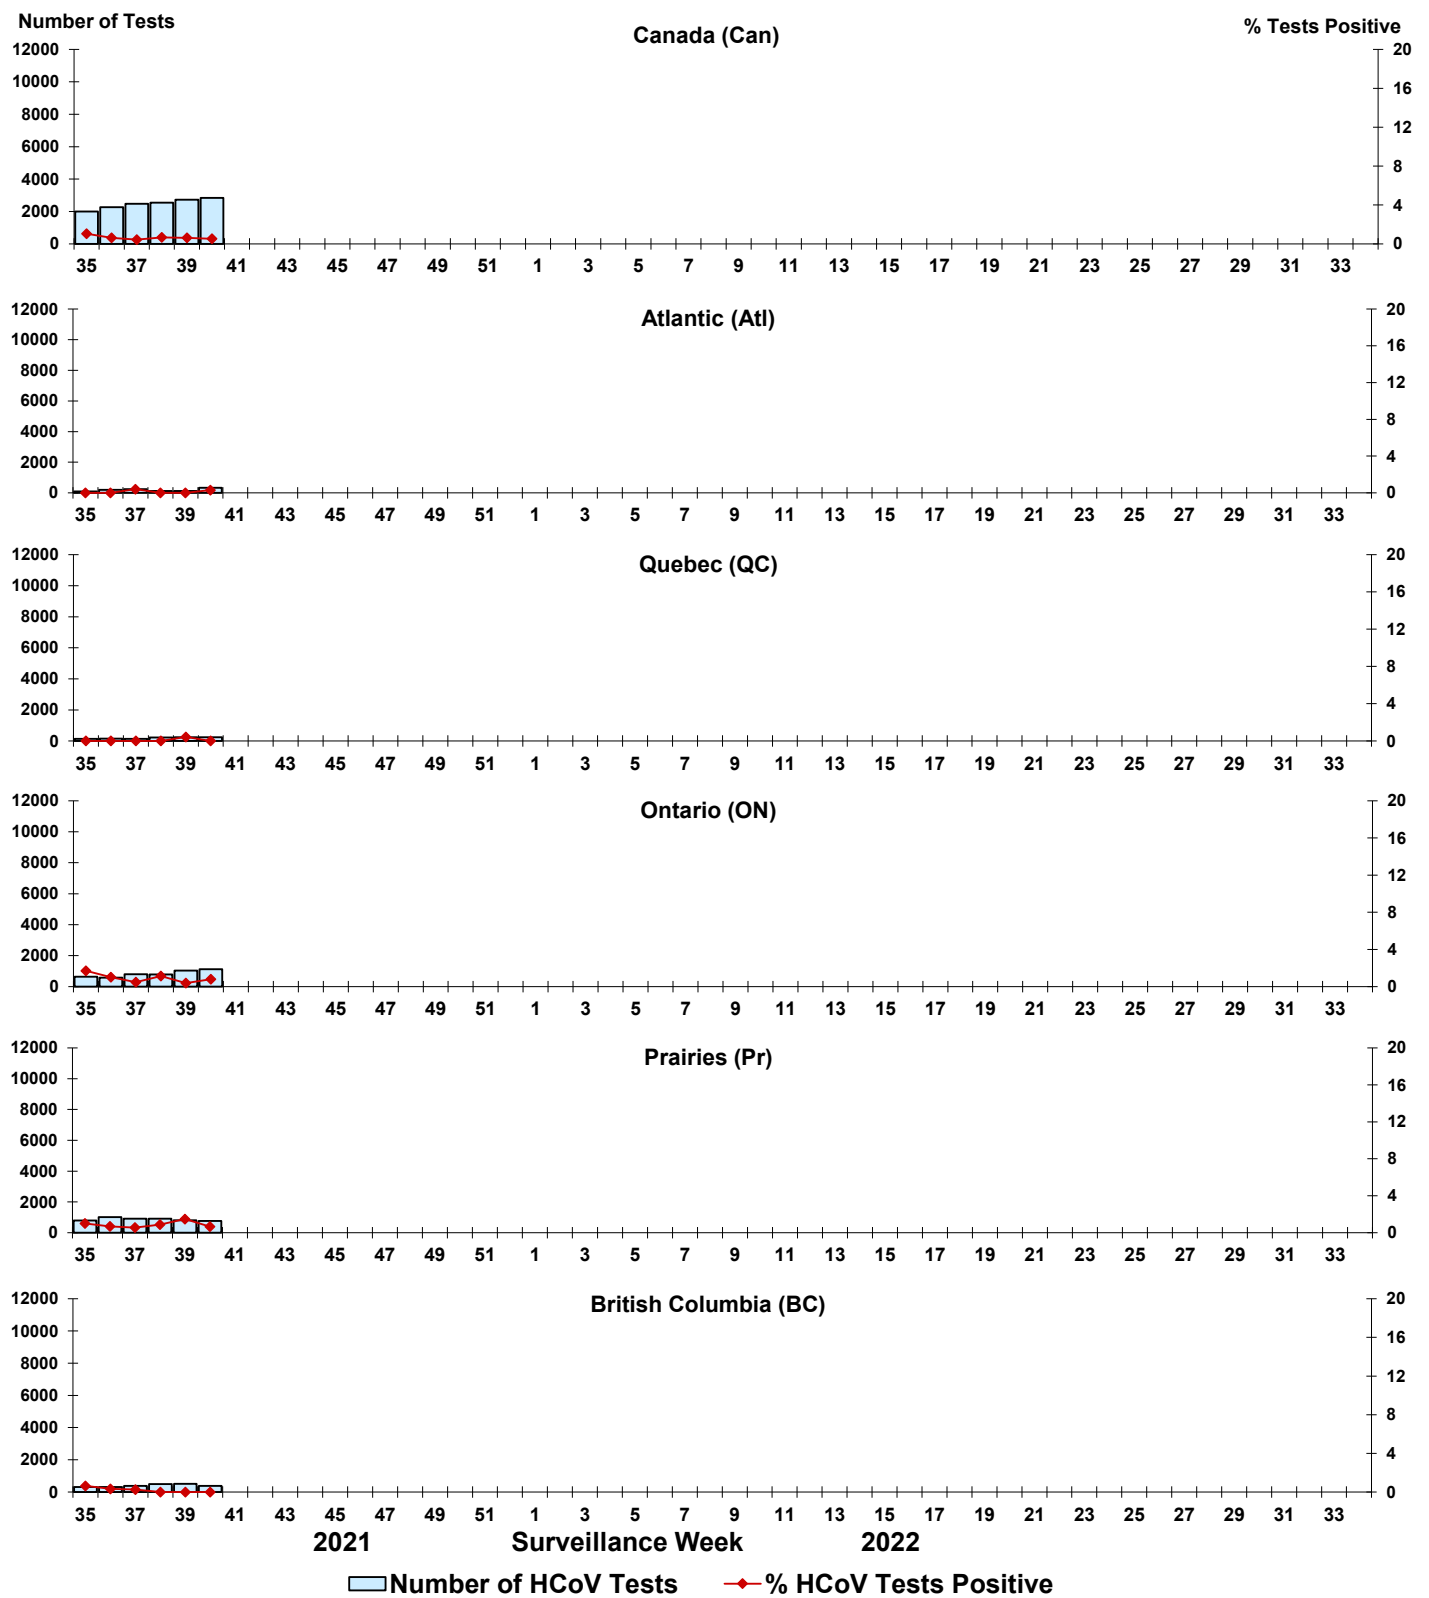 Number of Tests
Canada (Can)
% Tests Positive
12000 20
10000 16
8000 12
6000 8
4000 4
2000
0 0
35 37 39 41 43 45 47 49 51 1 3 5 7 9 11 13 15 17 19 21 23 25 27 29 31 33
Atlantic (Atl)
12000 20
10000 16
8000 12
6000 8
4000 4
2000
0 0
35 37 39 41 43 45 47 49 51 1 3 5 7 9 11 13 15 17 19 21 23 25 27 29 31 33
Quebec (QC)
12000 20
10000 16
8000 12
6000 8
4000 4
2000
0 0
35 37 39 41 43 45 47 49 51 1 3 5 7 9 11 13 15 17 19 21 23 25 27 29 31 33
Ontario (ON)
12000 20
10000 16
8000 12
6000 8
4000 4
2000
0 0
35 37 39 41 43 45 47 49 51 1 3 5 7 9 11 13 15 17 19 21 23 25 27 29 31 33
Prairies (Pr)
12000 20
10000 16
8000 12
6000 8
4000 4
2000
0 0
35 37 39 41 43 45 47 49 51 1 3 5 7 9 11 13 15 17 19 21 23 25 27 29 31 33
British Columbia (BC)
12000 20
10000 16
8000 12
6000 8
4000 4
2000
0 0
35 37 39 41 43 45 47 49 51 1 3 5 7 9 11 13 15 17 19 21 23 25 27 29 31 33
2021 Surveillance Week 2022
Number of HCoV Tests % HCoV Tests Positive